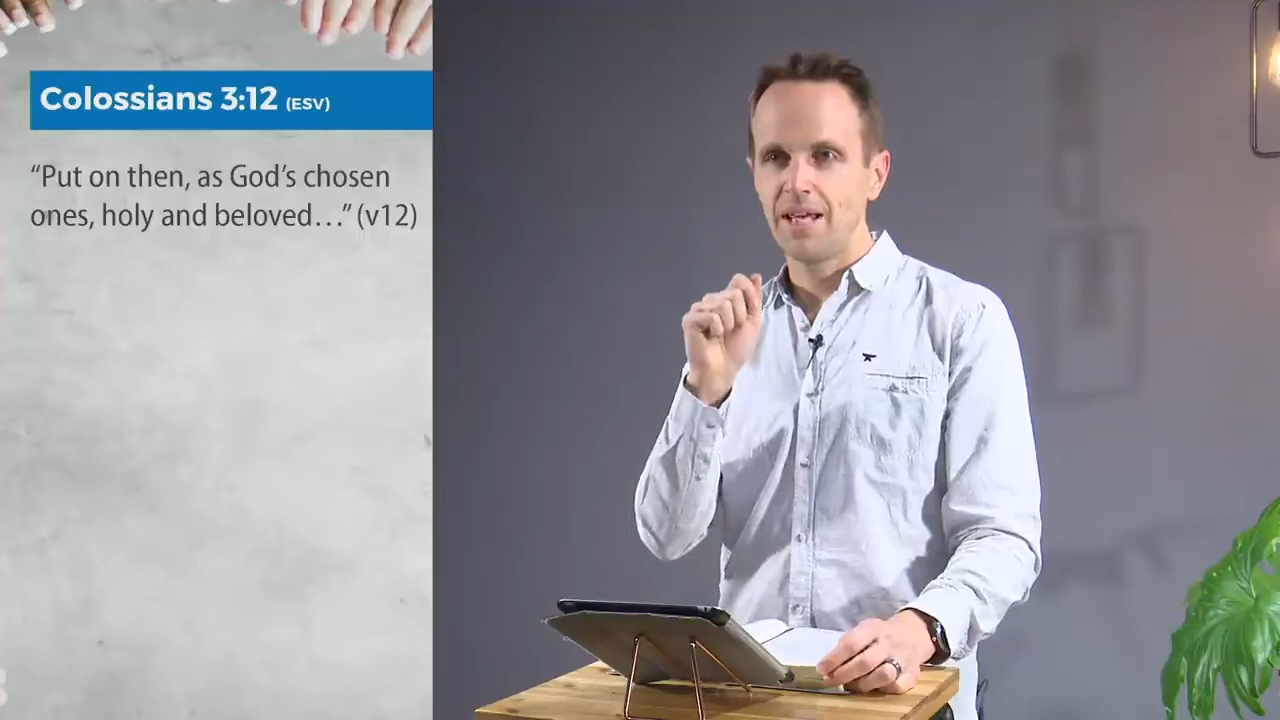 Colossians 3:12 (ESV)
“Put on then, as God’s chosen
ones, holy and beloved…” (v12)